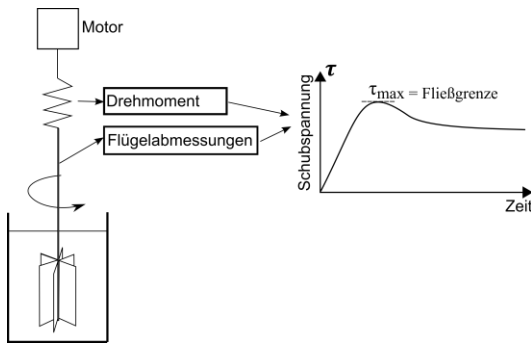 Motor
Drehmoment
Flügelabmessungen
Schubspannung
τ
τmax = Fließgrenze
Zeit